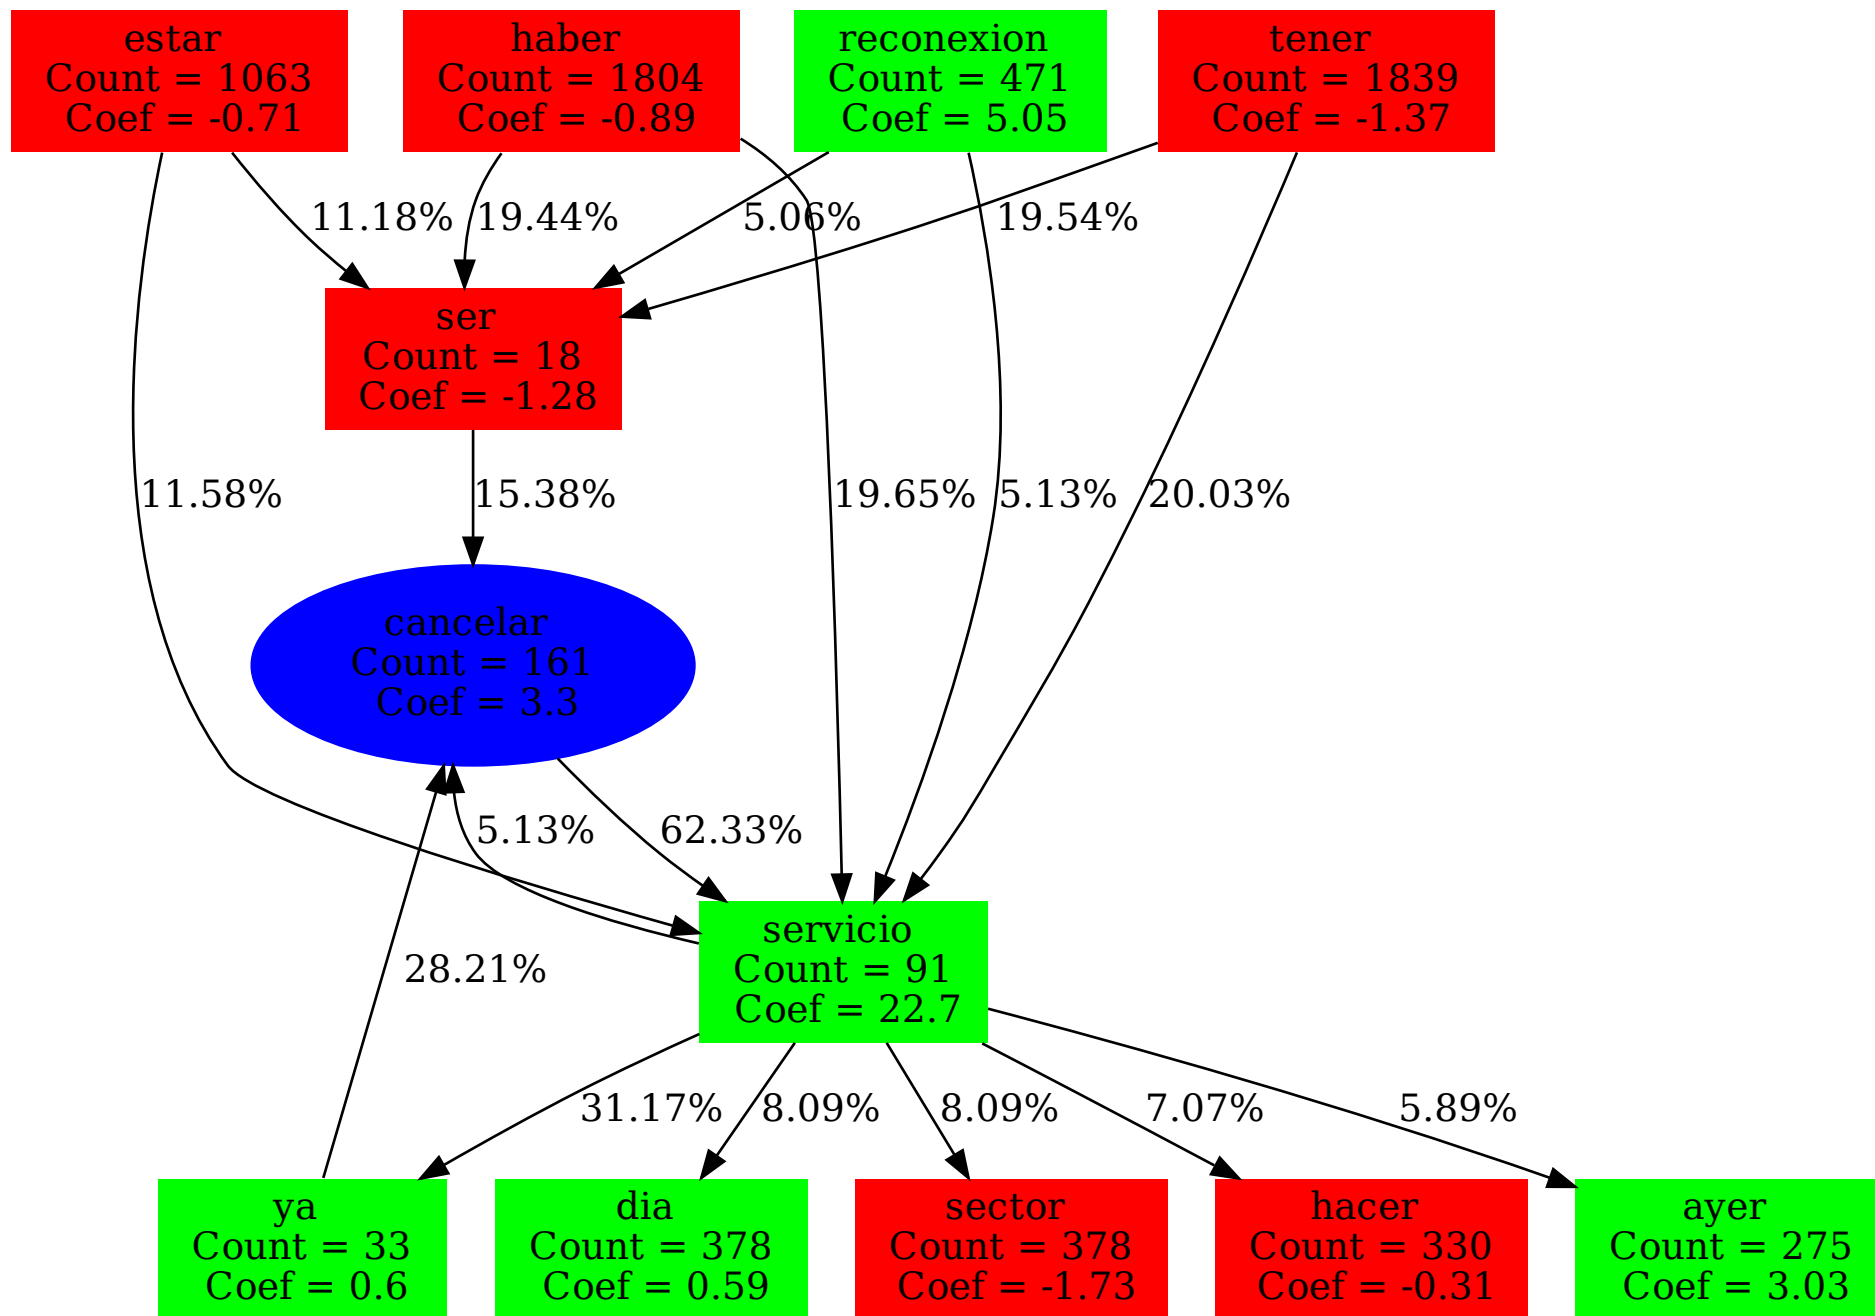 estar
Count = 1063
Coef = -0.71
haber
Count = 1804
Coef = -0.89
reconexion
Count = 471
Coef = 5.05
tener
Count = 1839
Coef = -1.37
11.18%
19.44%
5.06%
19.54%
ser
Count = 18
Coef = -1.28
11.58%
15.38%
19.65%
5.13%
20.03%
cancelar
Count = 161
Coef = 3.3
5.13%
62.33%
28.21%
servicio
Count = 91
Coef = 22.7
31.17%
8.09%
8.09%
7.07%
5.89%
ya
Count = 33
Coef = 0.6
dia
Count = 378
Coef = 0.59
sector
Count = 378
Coef = -1.73
hacer
Count = 330
Coef = -0.31
ayer
Count = 275
Coef = 3.03